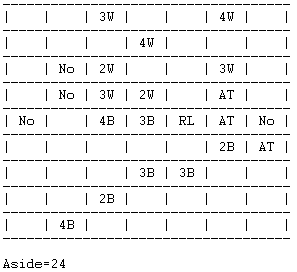 |    |    | 3W |    |    | 4W |    |
|    |    |    | 4W |    |    |    |
|    | No | 2W |    |    | 3W |    |
|    | No | 3W | 2W |    | AT |    |
| No |    | 4B | 3B | RL | AT | No |
|    |    |    |    |    | 2B | AT |
|    |    |    | 3B | 3B |    |    |
|    |    | 2B |    |    |    |    |
|    | 4B |    |    |    |    |    |
Aside=24